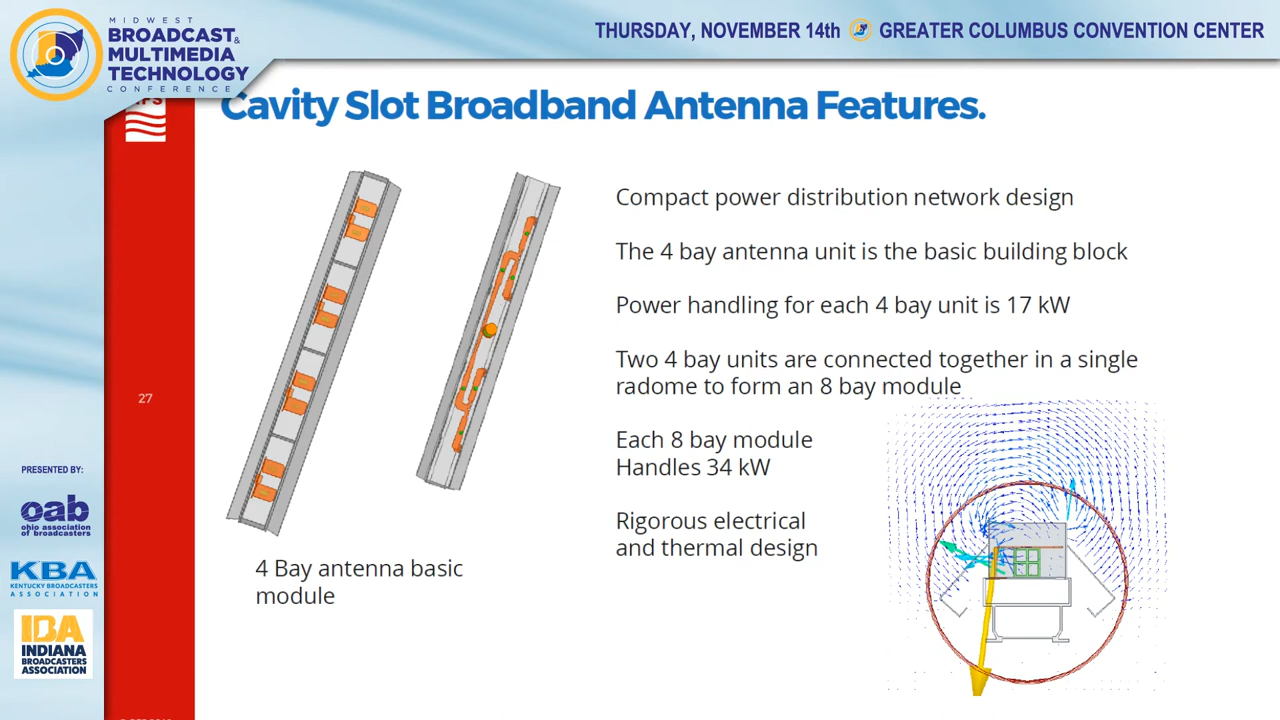 MIDWEST
BROADCAST&
MULTIMEDIA
TECHNOLOGY
CONFERENCE
THURSDAY, NOVEMBER 14th
GREATER COLUMBUS CONVENTION CENTER
Cavity Slot Broadband Antenna Features.
Compact power distribution network design
The 4 bay antenna unit is the basic building block
Power handling for each 4 bay unit is 17 kW
Two 4 bay units are connected together in a single
radome to form an 8 bay module
Each 8 bay module
Handles 34 kW
Rigorous electrical
and thermal design
4 Bay antenna basic
module
27
PRESENTED BY:
oab
ohio association
of broadcasters
KBA
KENTUCKY BROADCASTERS
ASSOCIATION
IBA
INDIANA
BROADCASTERS
ASSOCIATION